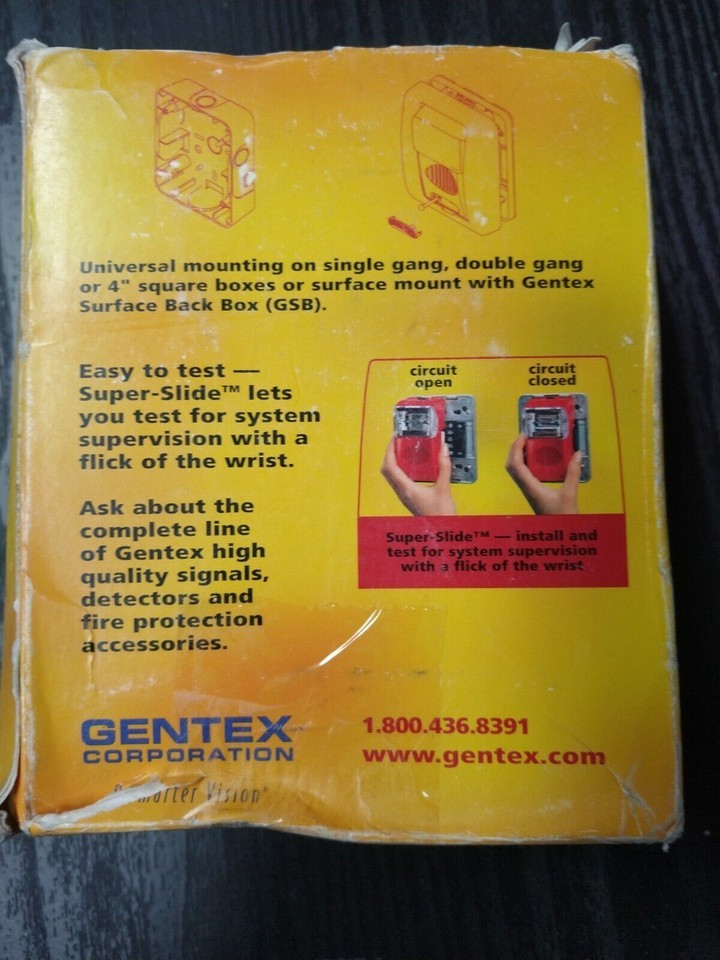 Universal mounting on single gang, double gang
or 4" square boxes or surface mount with Gentex
Surface Back Box (GSB).
Easy to test —
Super-Slide™ lets
you test for system
supervision with a
flick of the wrist.
circuit
open
circuit
closed
Super-Slide™ — install and
test for system supervision
with a flick of the wrist
Ask about the
complete line
of Gentex high
quality signals,
detectors and
fire protection
accessories.
GENTEX
CORPORATION
1.800.436.8391
www.gentex.com
Smarter Vision®